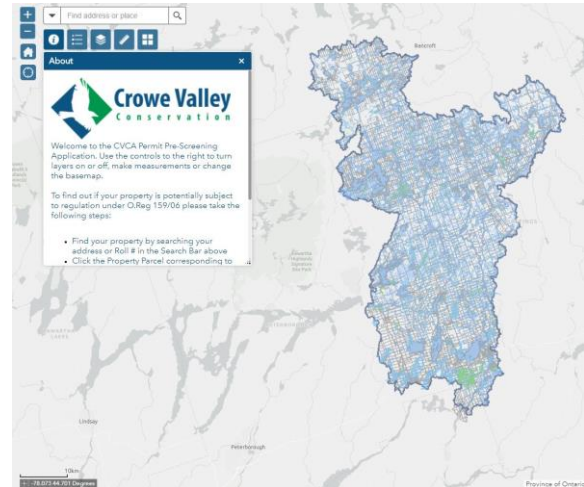 Find address or place
About
Crowe Valley
Conservation
Welcome to the CVCA Permit Pre-Screening
Application. Use the controls to the right to turn
layers on or off, make measurements or change
the basemap.
To find out if your property is potentially subject
to regulation under O.Reg 159/06 please take the
following steps:
• Find your property by searching your
address or Roll # in the Search Bar above
• Click the Property Parcel corresponding to
Bancroft
Lindsay
Peterborough
10km
-78.073 44.701 Degrees
Province of Ontario